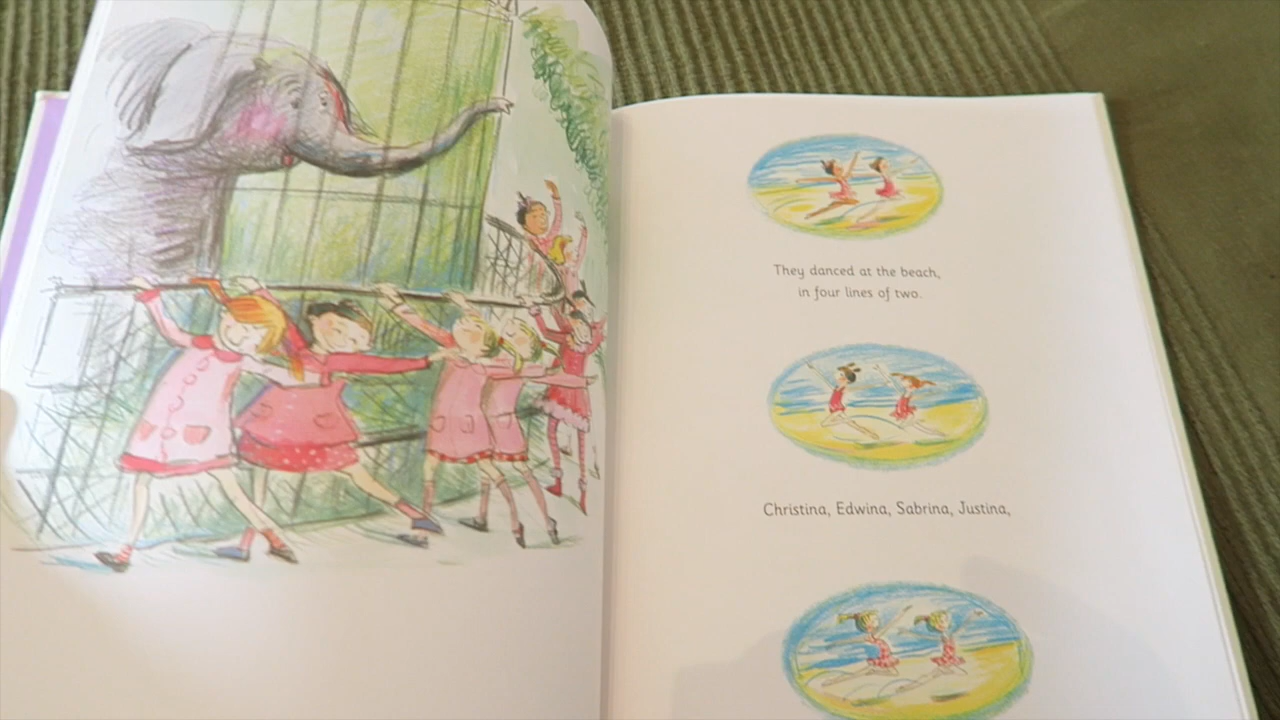 They danced at the beach,
in four lines of two.
Christina, Edwina, Sabrina, Justina,